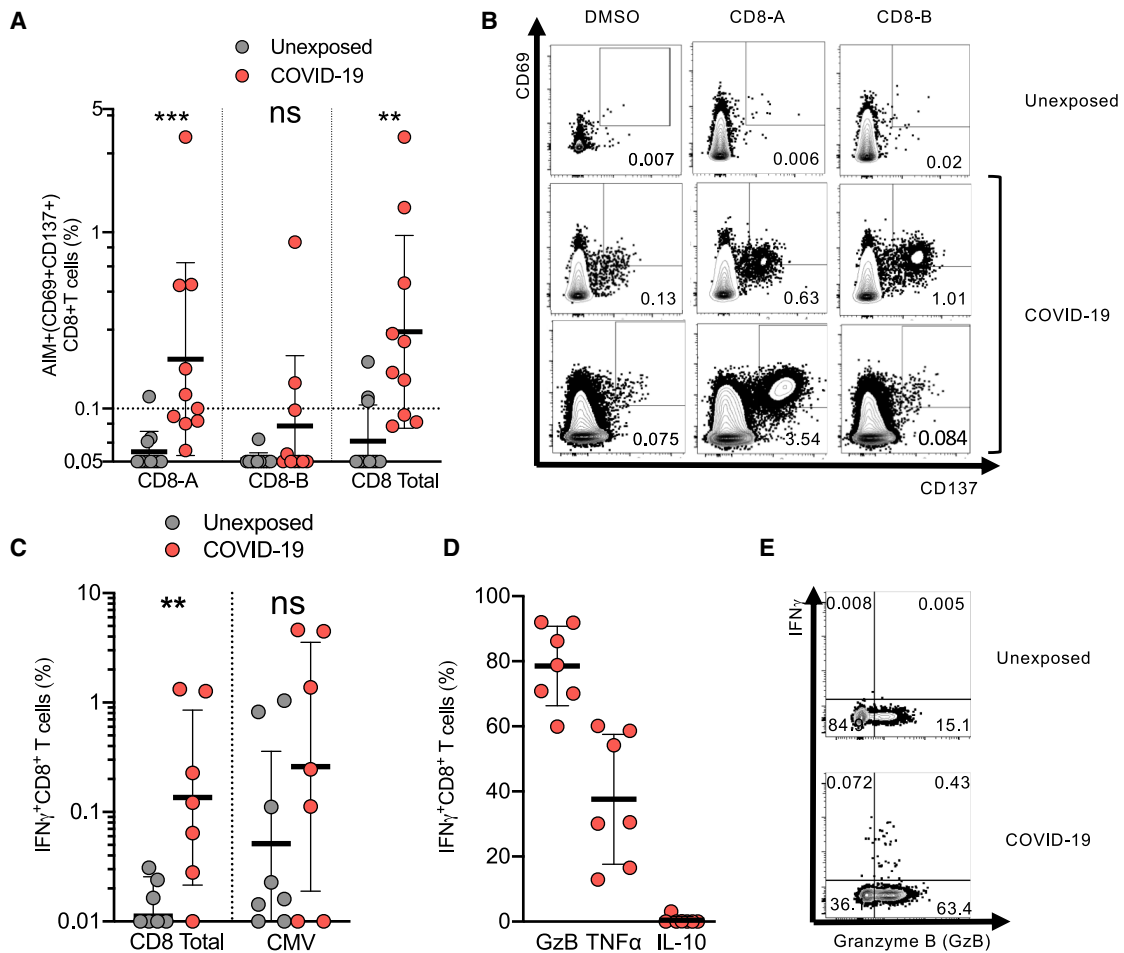 A
Unexposed
COVID-19
AIM+(CD69+CD137+)
CD8+T cells (%)
5
1
0.1
0.05
***
ns
**
CD8-A
CD8-B
CD8 Total
B
DMSO
CD8-A
CD8-B
CD69
0.007
0.006
0.02
Unexposed
0.13
0.63
1.01
COVID-19
0.075
3.54
0.084
CD137
C
Unexposed
COVID-19
IFNγ+CD8+ T cells (%)
10
1
0.1
0.01
**
ns
CD8 Total
CMV
D
IFNγ+CD8+ T cells (%)
100
80
60
40
20
0
GzB
TNFα
IL-10
E
IFNγ
0.008
0.005
Unexposed
84.9
15.1
0.072
0.43
COVID-19
36.1
63.4
Granzyme B (GzB)